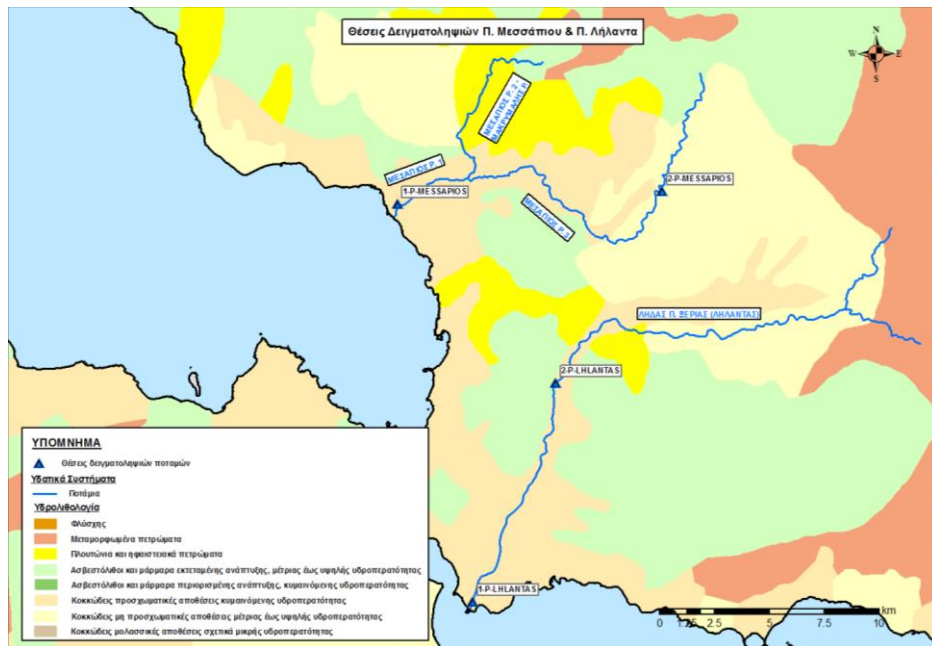 Θέσεις Δειγματοληψιών Π. Μεσσάπιου & Π. Λήλαντα
N
W E
S
ΜΕΣΑΠΙΟΣ Ρ. 2 -
ΜΑΚΡΥΜΑΛΗΣ Ρ.
ΜΕΣΑΠΙΟΣ Ρ. 1
1-P-MESSAPIOS
2-P-MESSAPIOS
ΜΕΣΑΠΙΟΣ Ρ. 3
ΛΗΔΑΣ Π. ΞΕΡΙΑΣ (ΛΗΛΑΝΤΑΣ)
2-P-LHLANTAS
1-P-LHLANTAS
ΥΠΟΜΝΗΜΑ
Θέσεις δειγματοληψιών ποταμών
Υδατικά Συστήματα
Ποτάμια
Υδρολιθολογία
Φλύσχης
Μεταμορφωμένα πετρώματα
Πλουτώνια και ηφαιστειακά πετρώματα
Ασβεστόλιθοι και μάρμαρα εκτεταμένης ανάπτυξης, μέτριας έως υψηλής υδροπερατότητας
Ασβεστόλιθοι και μάρμαρα περιορισμένης ανάπτυξης, κυμαινόμενης υδροπερατότητας
Κοκκώδεις προσχωματικές αποθέσεις κυμαινόμενης υδροπερατότητας
Κοκκώδεις μη προσχωματικές αποθέσεις μέτριας έως υψηλής υδροπερατότητας
Κοκκώδεις μολασσικές αποθέσεις σχετικά μικρής υδροπερατότητας
km
0 1.25 2.5 5 7.5 10